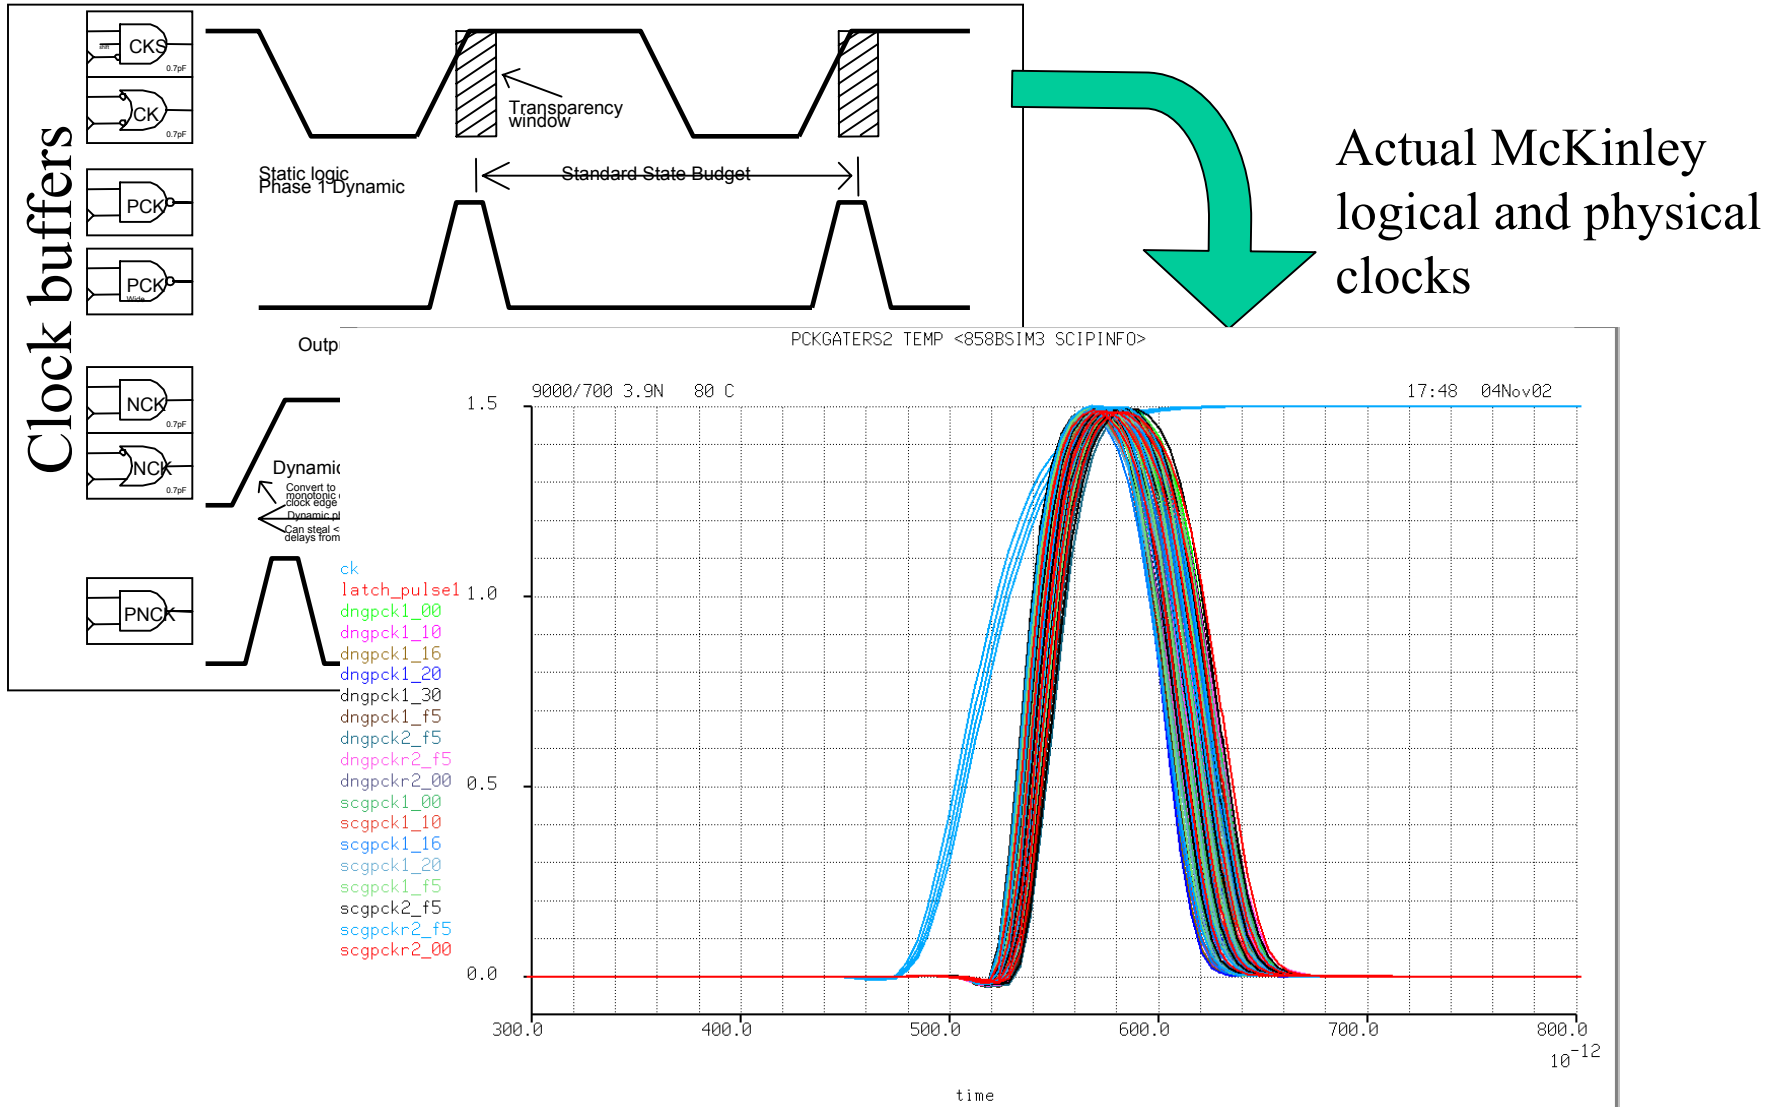 Clock buffers
shift
CKS
0.7pF
CK
0.7pF
PCK
PCK
Wide
NCK
0.7pF
NCK
0.7pF
PNCK
Transparency
window
Static logic
Phase 1 Dynamic
Standard State Budget
Outp
Dynamic
Convert to
monotonic
clock edge
Dynamic
Can steal <
delays from
Actual McKinley
logical and physical
clocks
PCKGATERS2 TEMP <858BSIM3 SCIPINFO>
9000/700 3.9N 80 C
17:48 04Nov02
1.5
1.0
0.5
0.0
ck
latch_pulse1
dngpck1_00
dngpck1_10
dngpck1_16
dngpck1_20
dngpck1_30
dngpck1_f5
dngpck2_f5
dngpckr2_f5
dngpckr2_00
scgpck1_00
scgpck1_10
scgpck1_16
scgpck1_20
scgpck1_f5
scgpck2_f5
scgpckr2_f5
scgpckr2_00
300.0 400.0 500.0 600.0 700.0 800.0
10⁻¹²
time